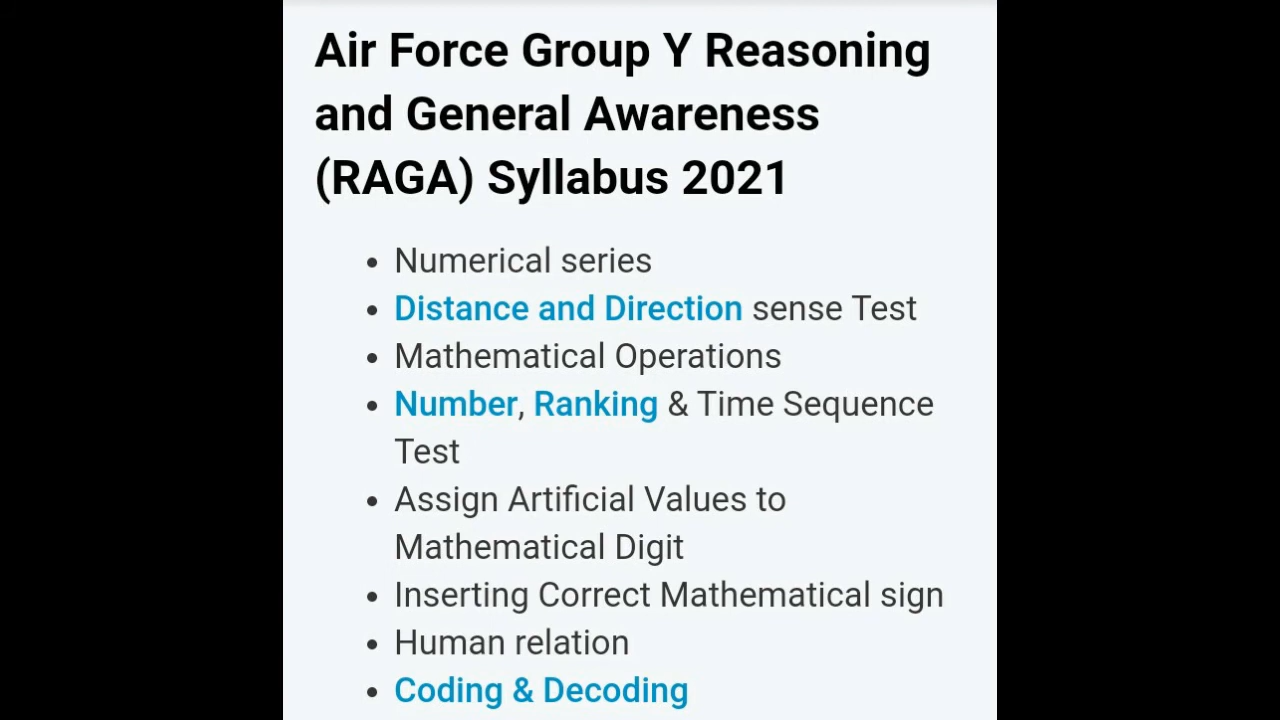 Air Force Group Y Reasoning
and General Awareness
(RAGA) Syllabus 2021
• Numerical series
• Distance and Direction sense Test
• Mathematical Operations
• Number, Ranking & Time Sequence
Test
• Assign Artificial Values to
Mathematical Digit
• Inserting Correct Mathematical sign
• Human relation
• Coding & Decoding